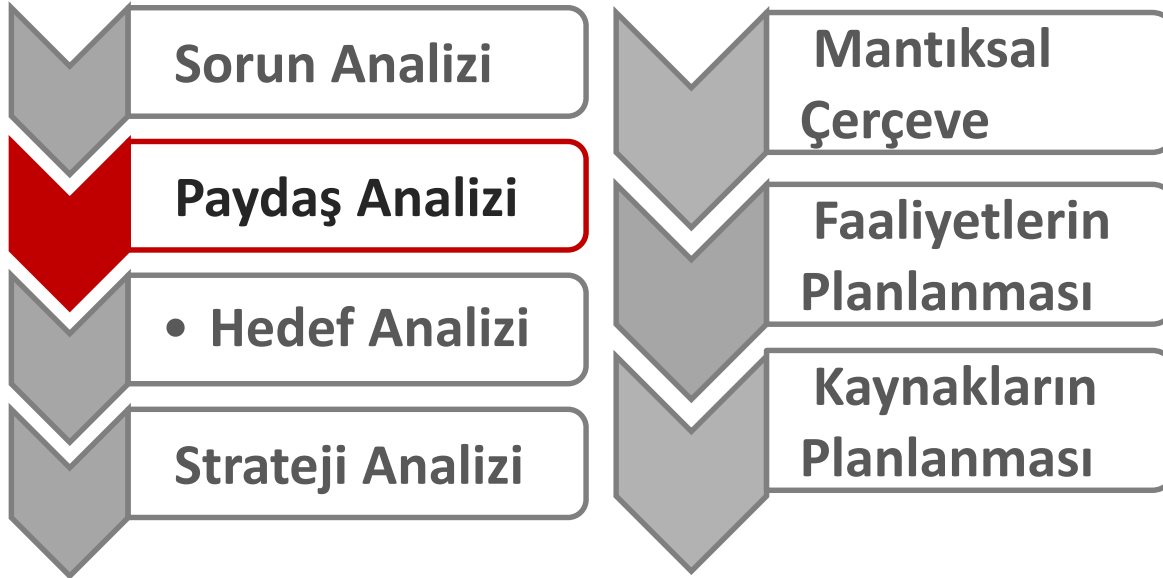 Sorun Analizi
Paydaş Analizi
• Hedef Analizi
Strateji Analizi
Mantıksal
Çerçeve
Faaliyetlerin
Planlanması
Kaynakların
Planlanması